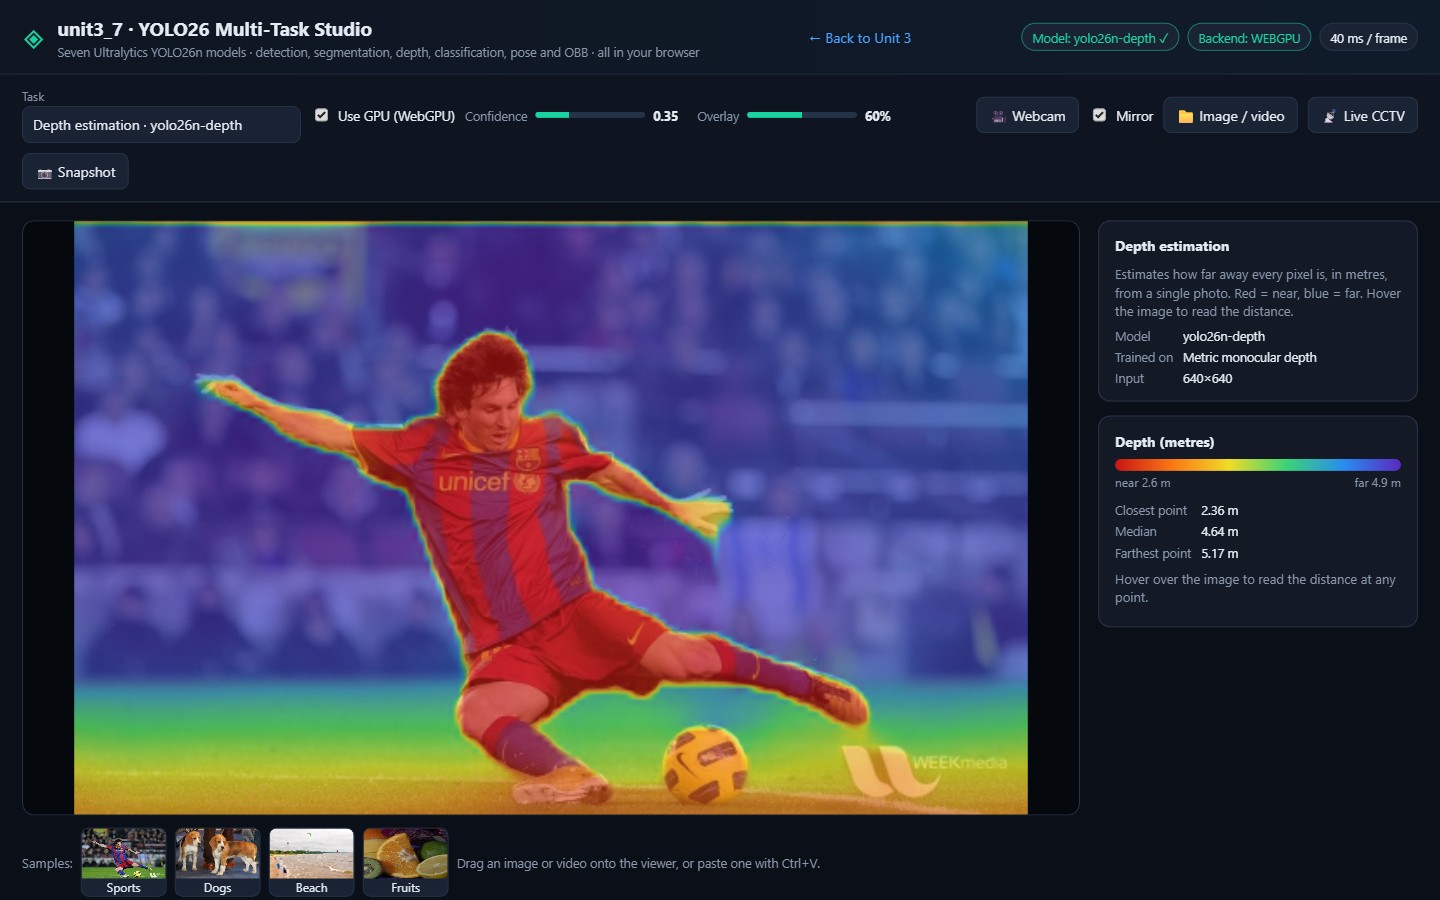 unit3_7 · YOLO26 Multi-Task Studio
Seven Ultralytics YOLO26n models · detection, segmentation, depth, classification, pose and OBB · all in your browser
← Back to Unit 3
Model: yolo26n-depth ✓
Backend: WEBGPU
40 ms / frame
Task
Depth estimation · yolo26n-depth
Use GPU (WebGPU)
Confidence 0.35
Overlay 60%
Webcam
Mirror
Image / video
Live CCTV
Snapshot
unicef
WEEKmedia
Depth estimation
Estimates how far away every pixel is, in metres,
from a single photo. Red = near, blue = far. Hover
the image to read the distance.
Model yolo26n-depth
Trained on Metric monocular depth
Input 640×640
Depth (metres)
near 2.6 m far 4.9 m
Closest point 2.36 m
Median 4.64 m
Farthest point 5.17 m
Hover over the image to read the distance at any
point.
Samples:
Sports
Dogs
Beach
Fruits
Drag an image or video onto the viewer, or paste one with Ctrl+V.